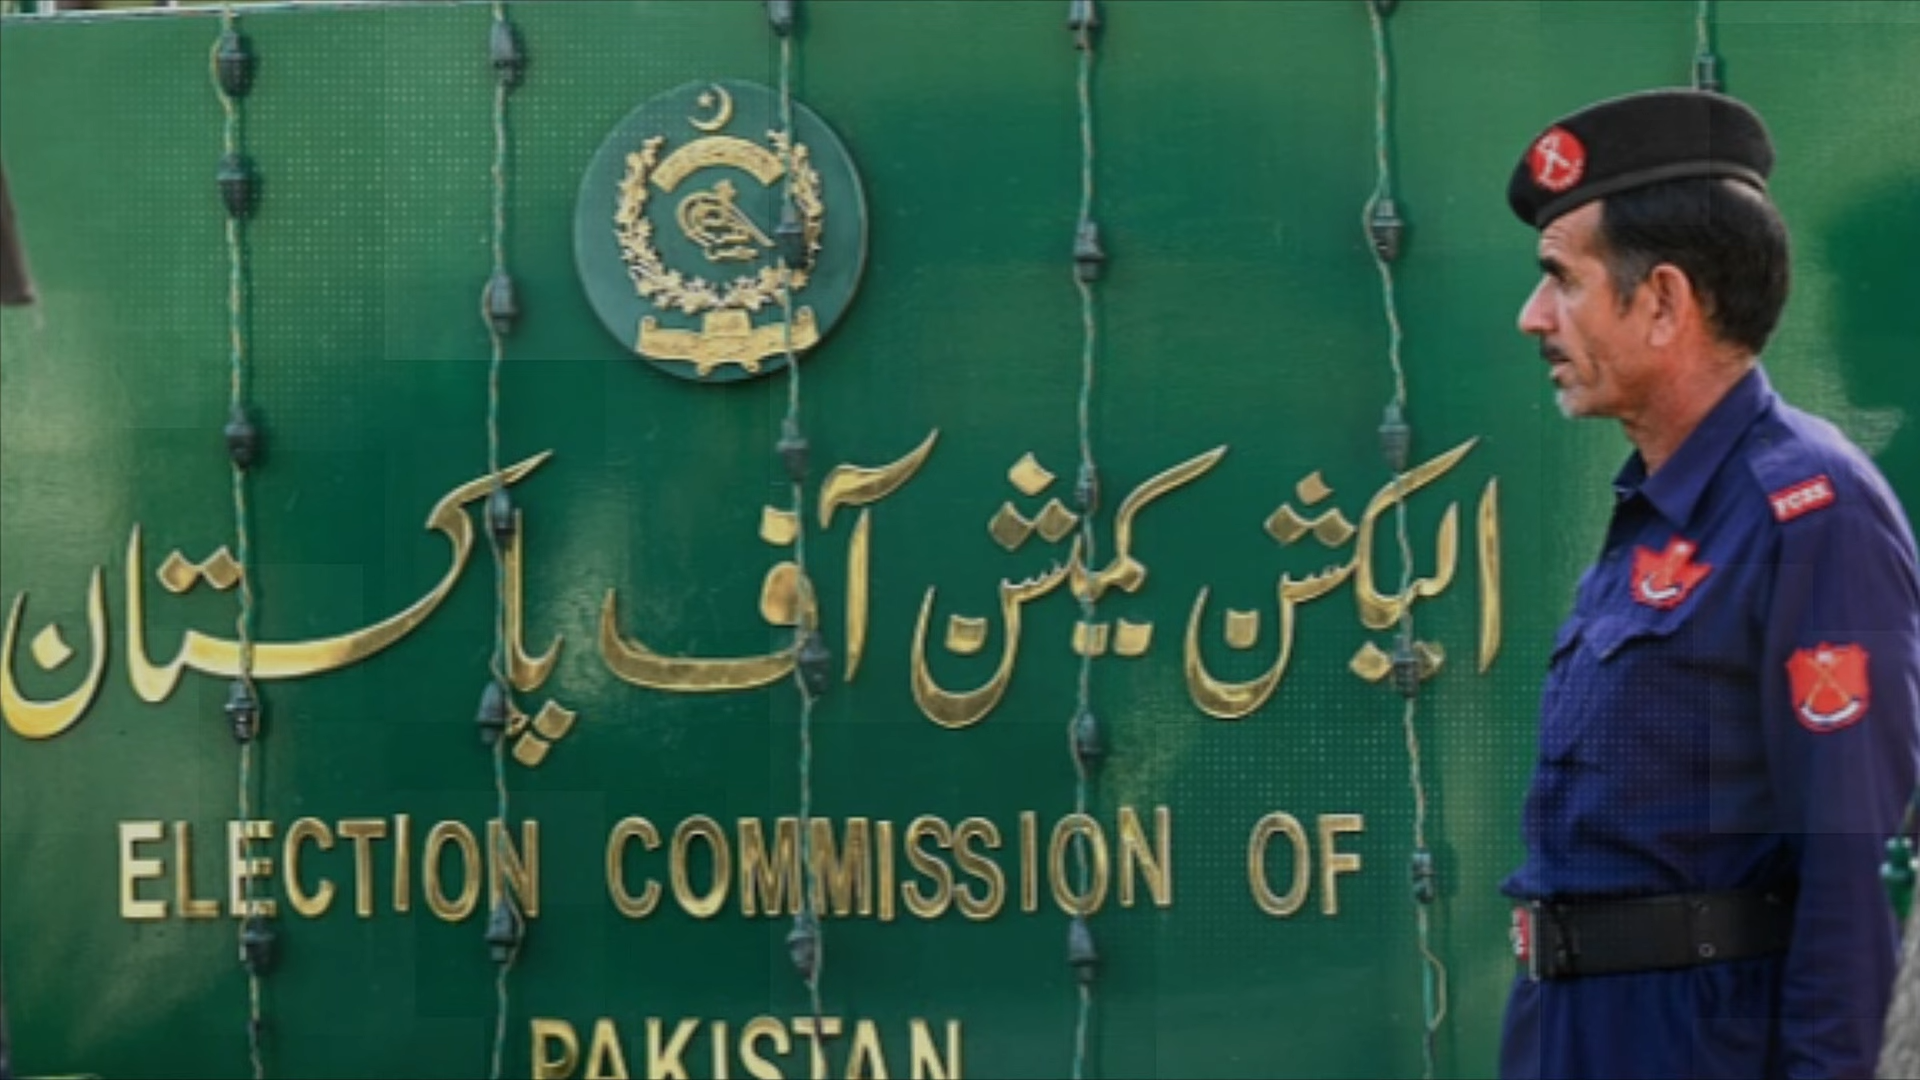 الیکشن کمیشن آف پاکستان
ELECTION COMMISSION OF
PAKISTAN